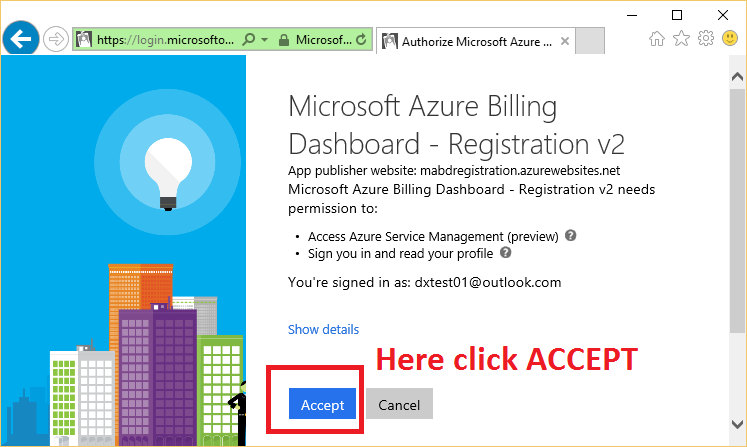 https://login.microsofto...
Microsof...
Authorize Microsoft Azure ...
Microsoft Azure Billing
Dashboard - Registration v2
App publisher website: mabdregistration.azurewebsites.net
Microsoft Azure Billing Dashboard - Registration v2 needs
permission to:
• Access Azure Service Management (preview) ?
• Sign you in and read your profile ?
You're signed in as: dxtest01@outlook.com
Show details
Here click ACCEPT
Accept
Cancel